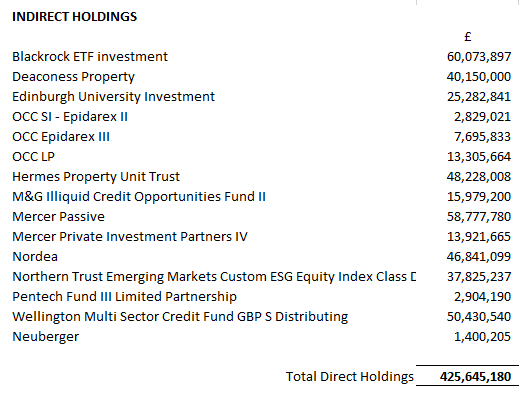 INDIRECT HOLDINGS
£
Blackrock ETF investment 60,073,897
Deaconess Property 40,150,000
Edinburgh University Investment 25,282,841
OCC SI - Epidarex II 2,829,021
OCC Epidarex III 7,695,833
OCC LP 13,305,664
Hermes Property Unit Trust 48,228,008
M&G Illiquid Credit Opportunities Fund II 15,979,200
Mercer Passive 58,777,780
Mercer Private Investment Partners IV 13,921,665
Nordea 46,841,099
Northern Trust Emerging Markets Custom ESG Equity Index Class 37,825,237
Pentech Fund III Limited Partnership 2,904,190
Wellington Multi Sector Credit Fund GBP S Distributing 50,430,540
Neuberger 1,400,205
Total Direct Holdings 425,645,180